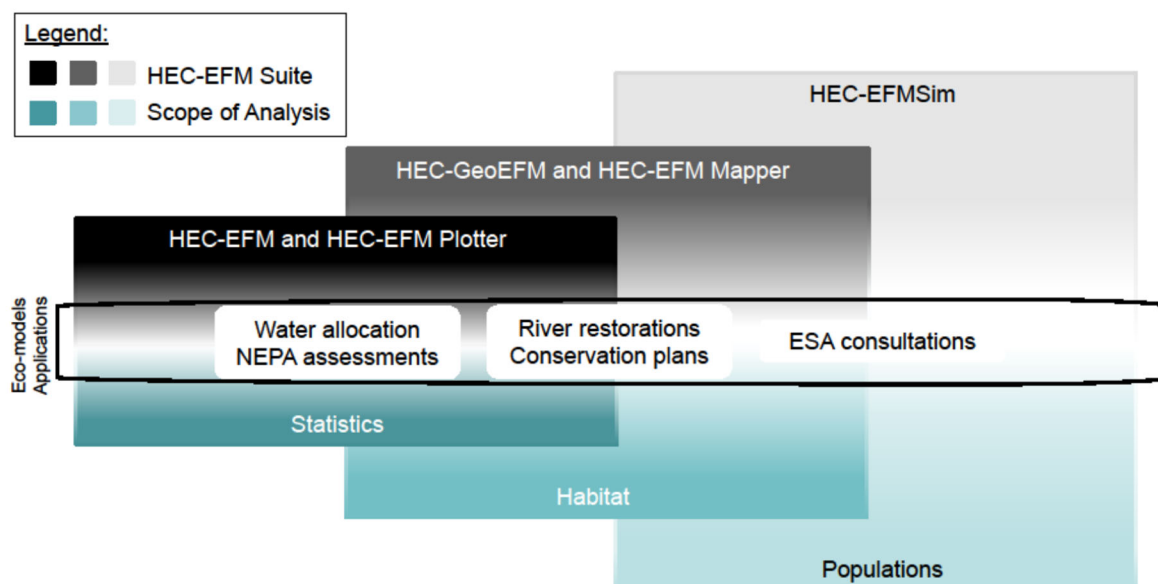 Legend:
HEC-EFM Suite
Scope of Analysis
HEC-EFMSim
HEC-GeoEFM and HEC-EFM Mapper
HEC-EFM and HEC-EFM Plotter
Eco-models
Applications
Water allocation
NEPA assessments
River restorations
Conservation plans
ESA consultations
Statistics
Habitat
Populations